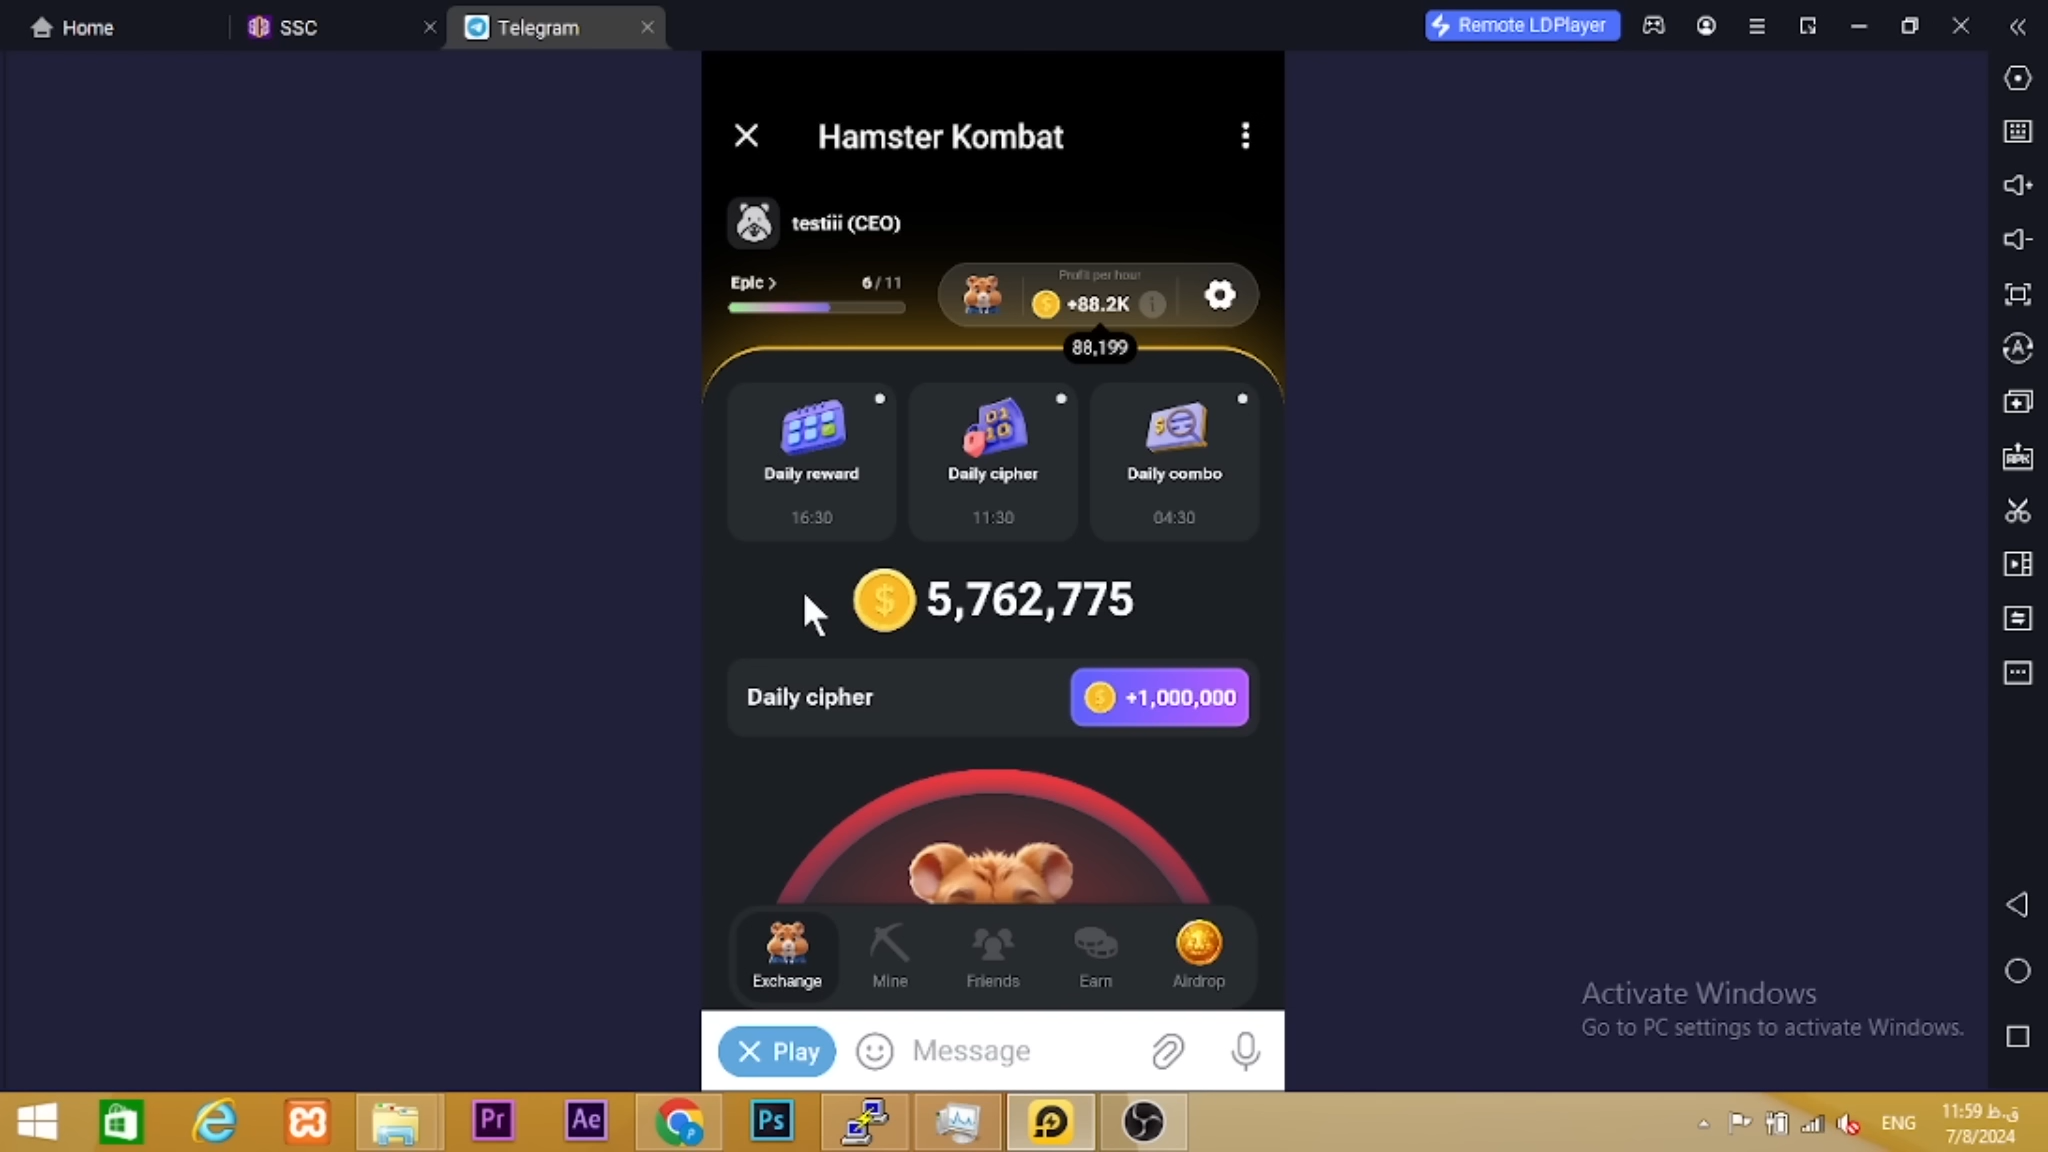 Home
SSC
Telegram
Remote LDPlayer
Hamster Kombat
testiii (CEO)
Epic >
6 / 11
Profit per hour
+88.2K
88,199
Daily reward
16:30
Daily cipher
11:30
Daily combo
04:30
5,762,775
Daily cipher
+1,000,000
Exchange
Mine
Friends
Earn
Airdrop
Play
Message
Activate Windows
Go to PC settings to activate Windows.
Pr
Ae
Ps
ENG
11:59 ق.ظ
7/8/2024